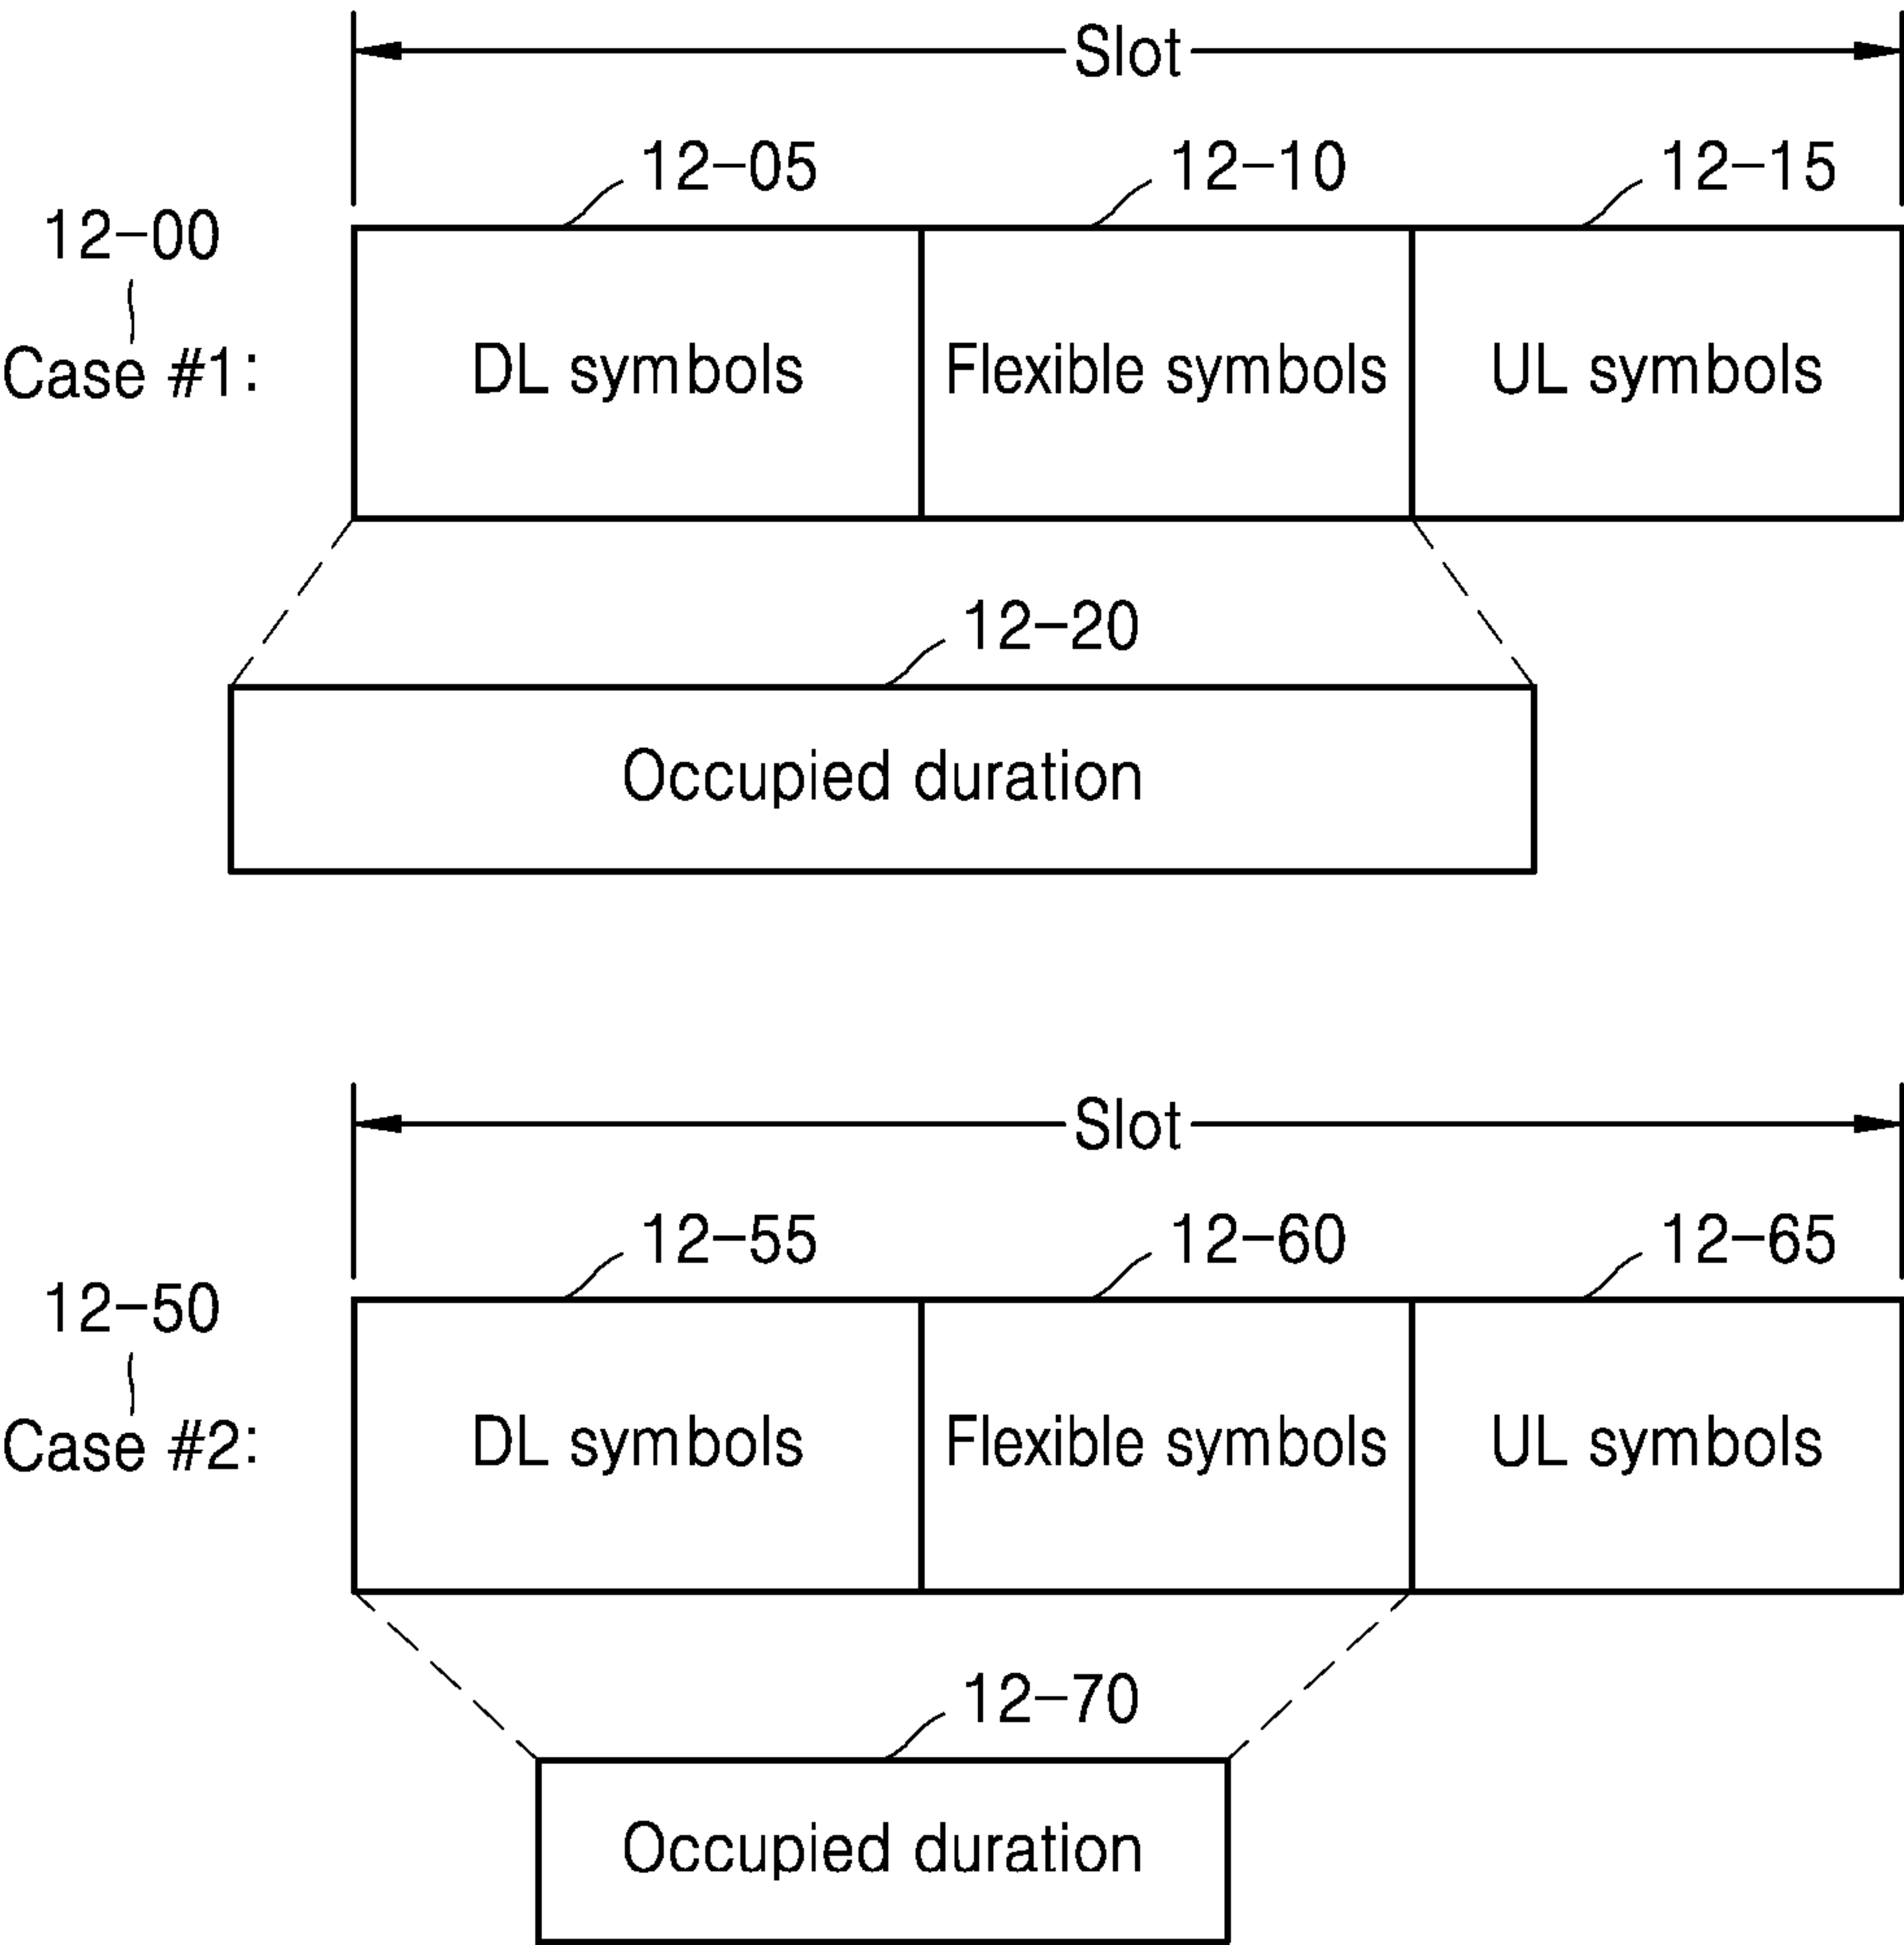 Slot
12-05 12-10 12-15
12-00
Case #1: DL symbols Flexible symbols UL symbols
12-20
Occupied duration
Slot
12-55 12-60 12-65
12-50
Case #2: DL symbols Flexible symbols UL symbols
12-70
Occupied duration